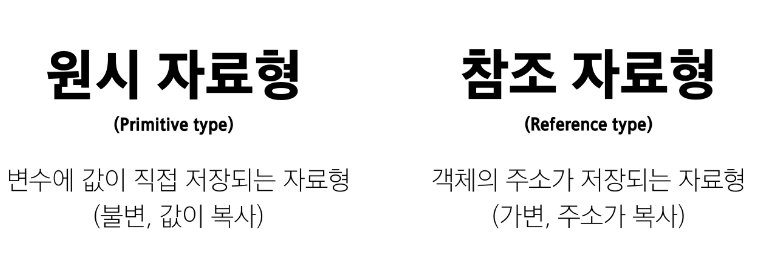 원시 자료형
(Primitive type)
변수에 값이 직접 저장되는 자료형
(불변, 값이 복사)
참조 자료형
(Reference type)
객체의 주소가 저장되는 자료형
(가변, 주소가 복사)